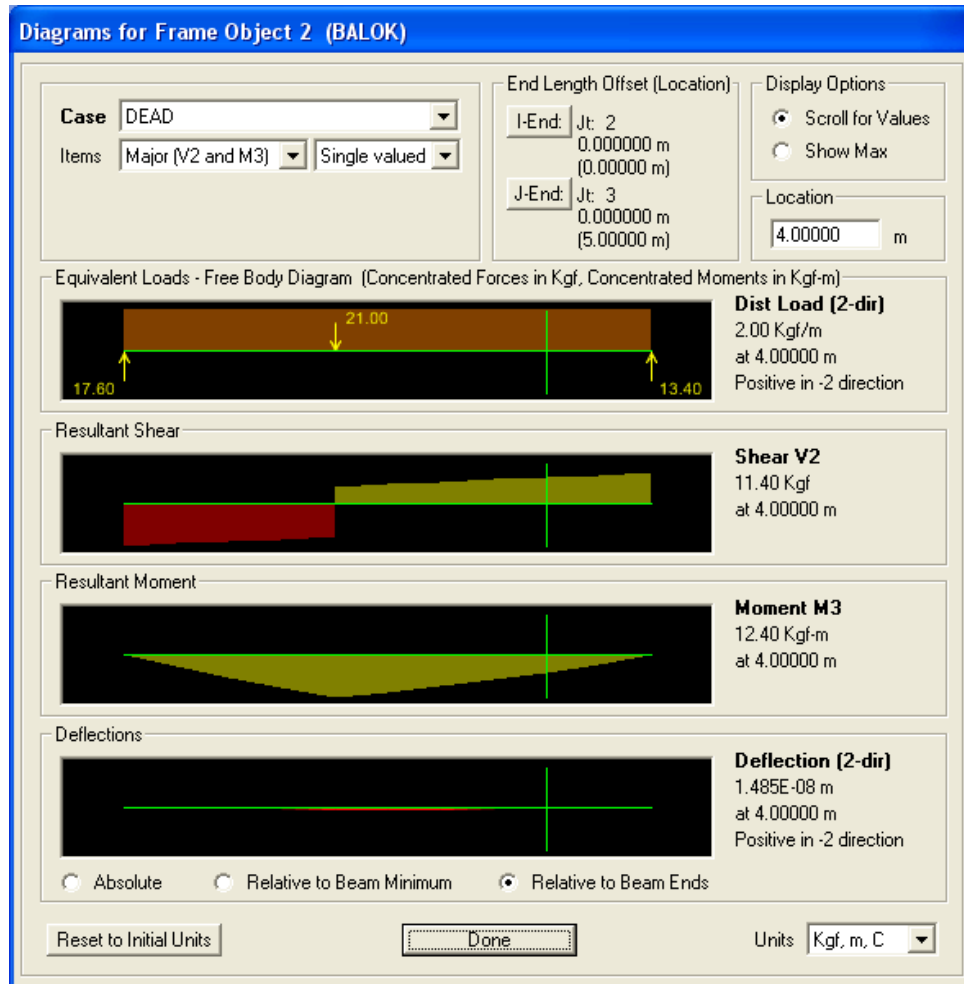 Diagrams for Frame Object 2 (BALOK)
Case DEAD
Items Major (V2 and M3) Single valued
End Length Offset (Location)
I-End: Jt: 2
0.000000 m
(0.00000 m)
J-End: Jt: 3
0.000000 m
(5.00000 m)
Display Options
Scroll for Values
Show Max
Location
4.00000 m
Equivalent Loads - Free Body Diagram (Concentrated Forces in Kgf, Concentrated Moments in Kgf-m)
21.00
17.60
13.40
Dist Load (2-dir)
2.00 Kgf/m
at 4.00000 m
Positive in -2 direction
Resultant Shear
Shear V2
11.40 Kgf
at 4.00000 m
Resultant Moment
Moment M3
12.40 Kgf-m
at 4.00000 m
Deflections
Deflection (2-dir)
1.485E-08 m
at 4.00000 m
Positive in -2 direction
Absolute Relative to Beam Minimum Relative to Beam Ends
Reset to Initial Units Done Units Kgf, m, C